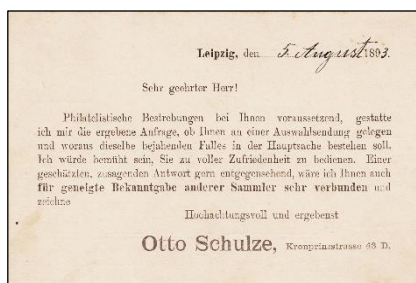 Leipzig, den 5 August 1893.
Sehr geehrter Herr!
Philatelistische Bestrebungen bei Ihnen voraussetzend, gestatte
ich mir die ergebene Anfrage, ob Ihnen an einer Auswahlsendung gelegen
und woraus dieselbe bejahenden Falles in der Hauptsache bestehen soll.
Ich würde bemüht sein, Sie zu voller Zufriedenheit zu bedienen. Einer
geschätzten, zusagenden Antwort gern entgegensehend, wäre ich Ihnen auch
für geneigte Bekanntgabe anderer Sammler sehr verbunden und
zeichne
Hochachtungsvoll und ergebenst
Otto Schulze, Kronprinzstrasse 43 D.